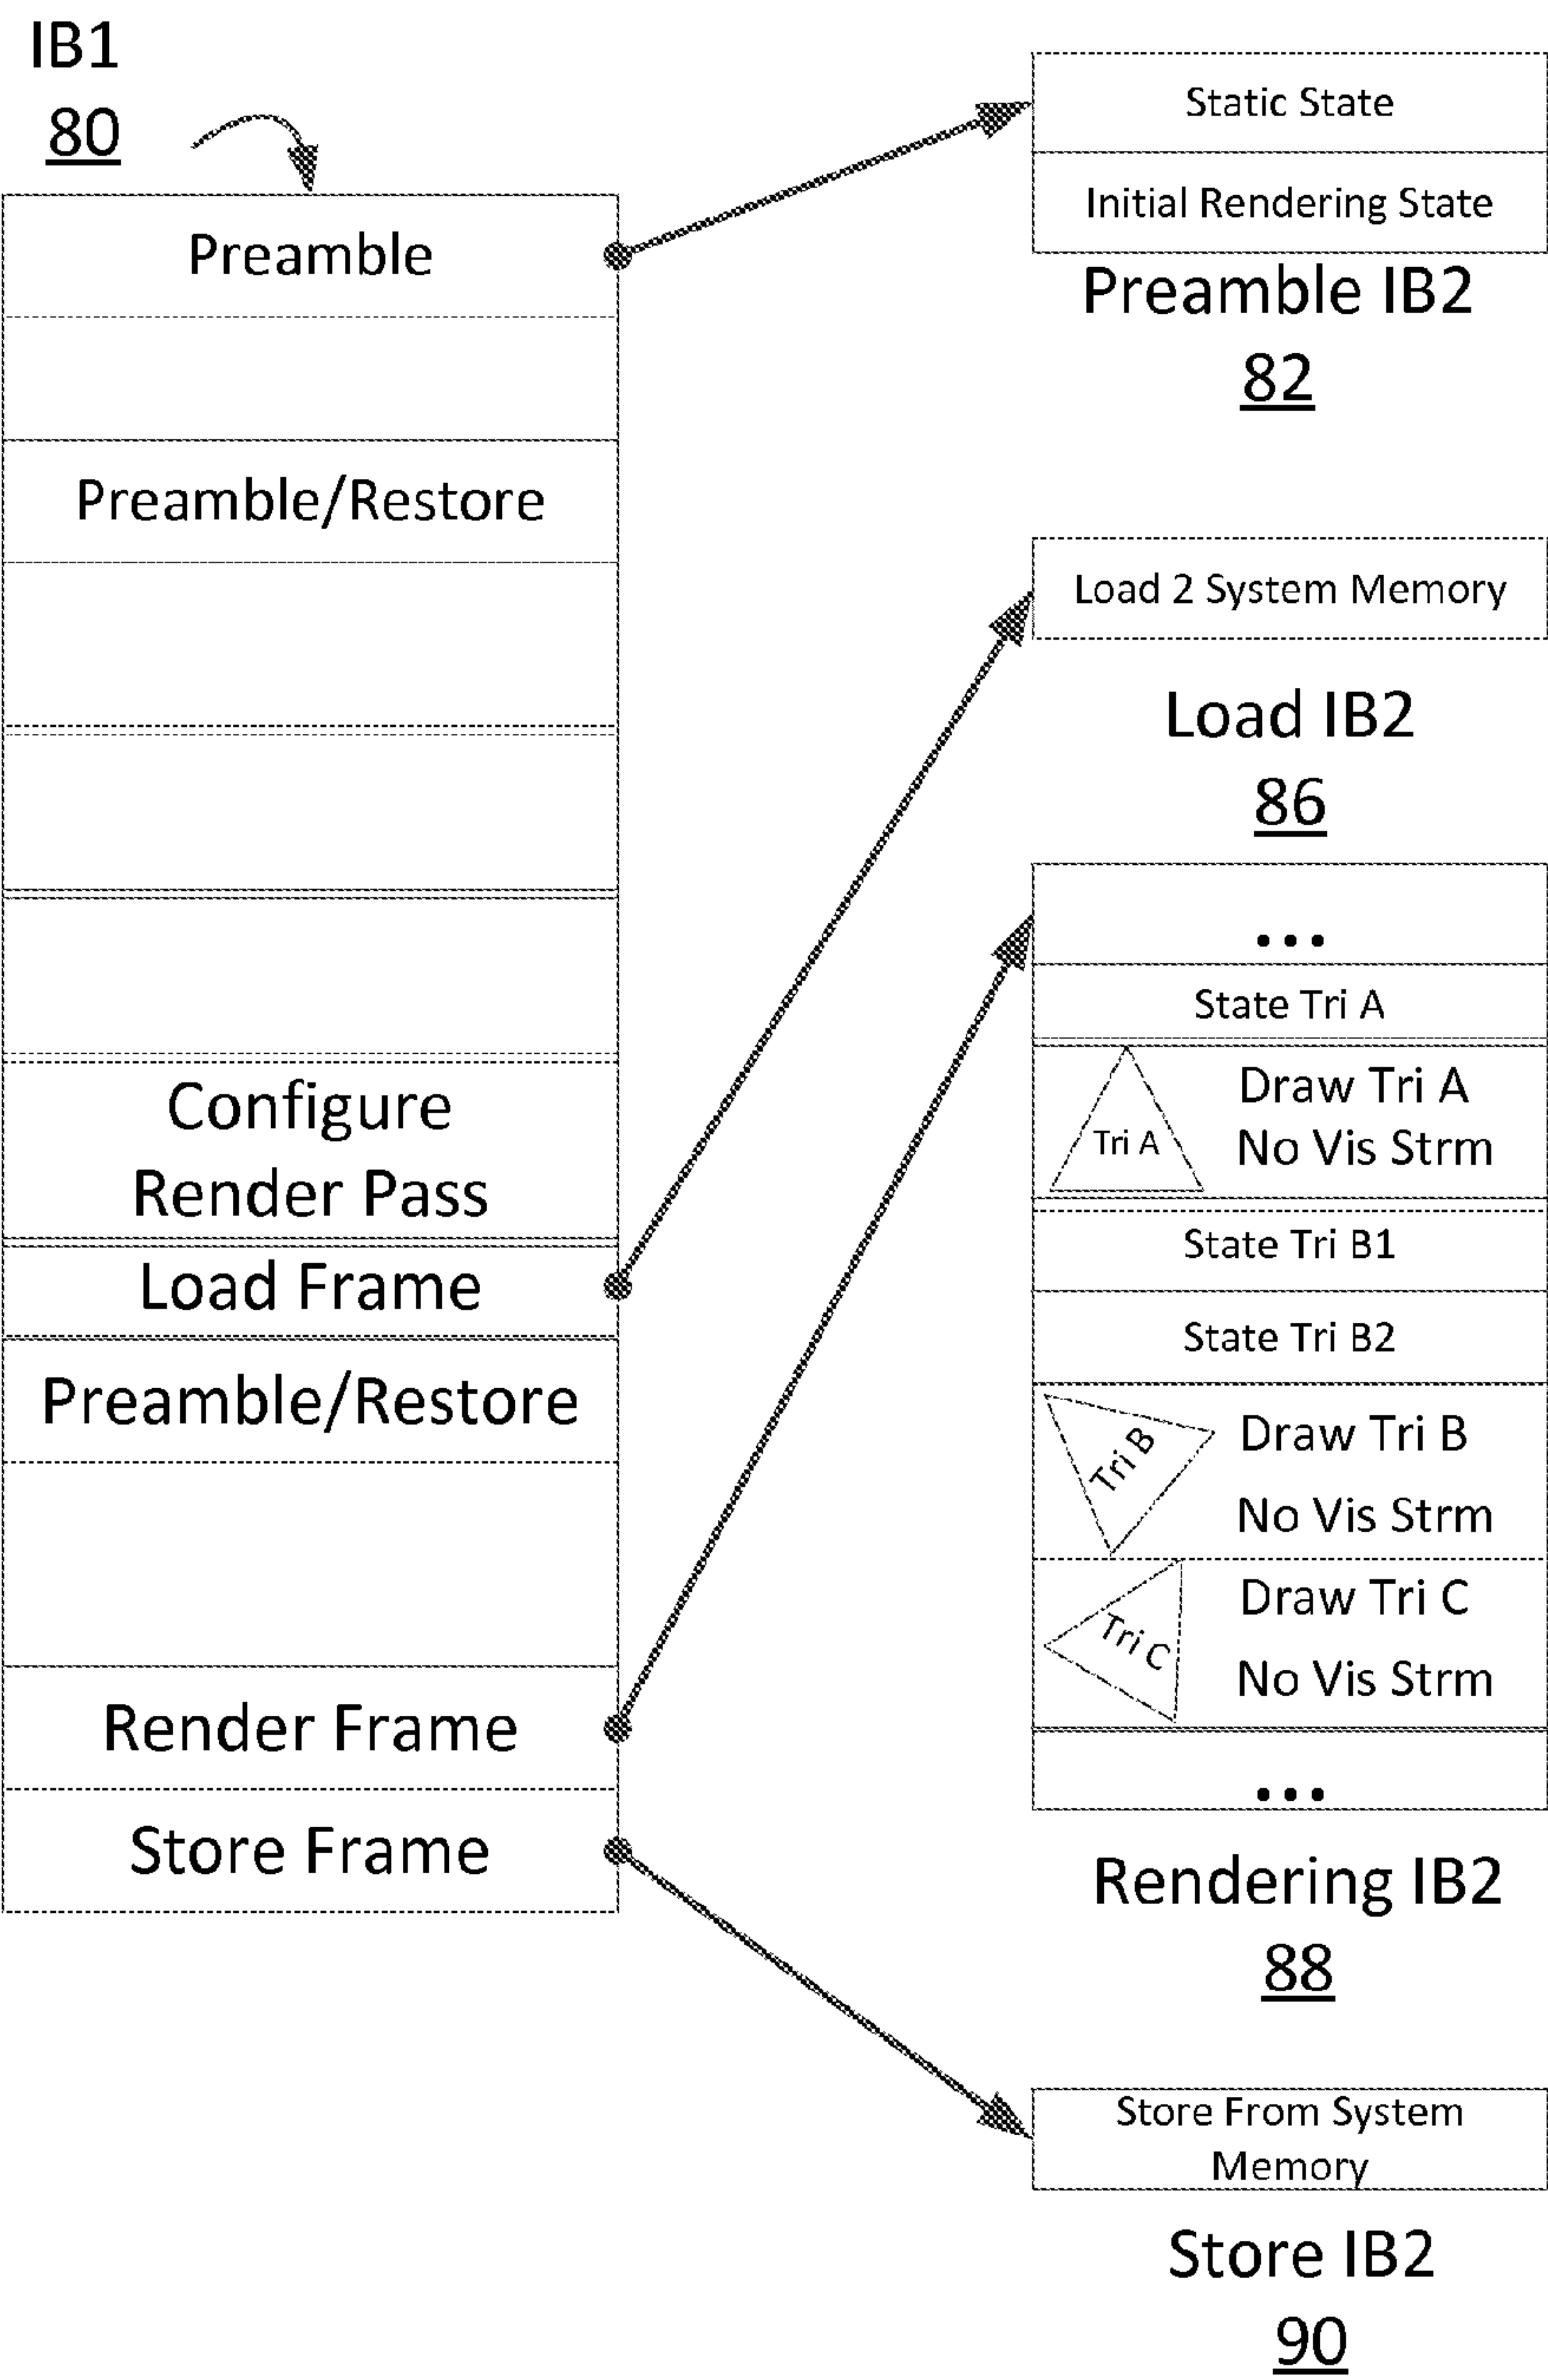 IB1
80
Preamble
Preamble/Restore
Configure
Render Pass
Load Frame
Preamble/Restore
Render Frame
Store Frame
Static State
Initial Rendering State
Preamble IB2
82
Load 2 System Memory
Load IB2
86
...
State Tri A
Tri A
Draw Tri A
No Vis Strm
State Tri B1
State Tri B2
Tri B
Draw Tri B
No Vis Strm
Tri C
Draw Tri C
No Vis Strm
...
Rendering IB2
88
Store From System
Memory
Store IB2
90